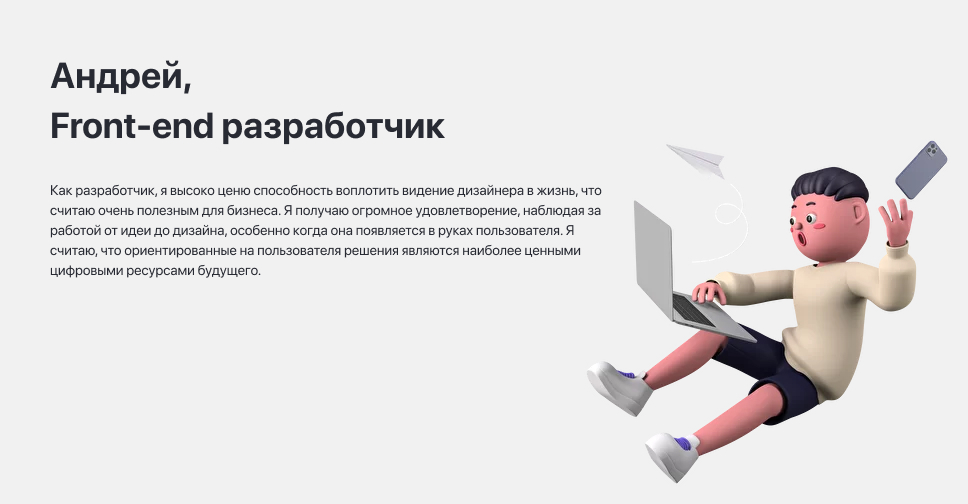 Андрей,
Front-end разработчик
Как разработчик, я высоко ценю способность воплотить видение дизайнера в жизнь, что
считаю очень полезным для бизнеса. Я получаю огромное удовлетворение, наблюдая за
работой от идеи до дизайна, особенно когда она появляется в руках пользователя. Я
считаю, что ориентированные на пользователя решения являются наиболее ценными
цифровыми ресурсами будущего.